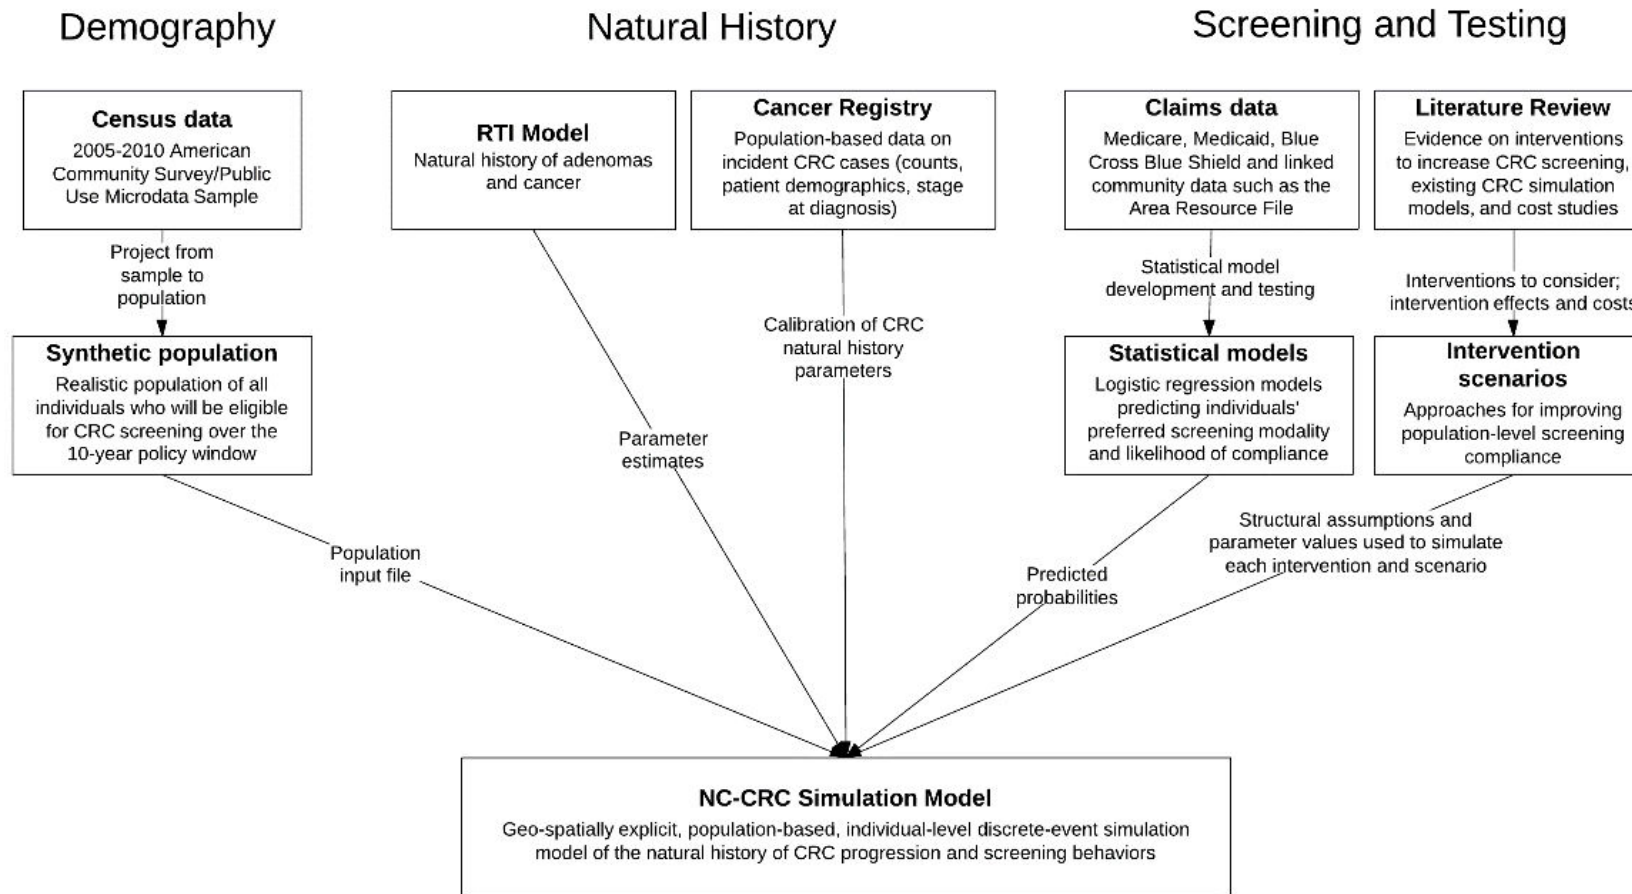 Demography
Natural History
Screening and Testing
Census data
2005-2010 American
Community Survey/Public
Use Microdata Sample
RTI Model
Natural history of adenomas
and cancer
Cancer Registry
Population-based data on
incident CRC cases (counts,
patient demographics, stage
at diagnosis)
Claims data
Medicare, Medicaid, Blue
Cross Blue Shield and linked
community data such as the
Area Resource File
Literature Review
Evidence on interventions
to increase CRC screening,
existing CRC simulation
models, and cost studies
Project from
sample to
population
Statistical model
development and testing
Interventions to consider;
intervention effects and costs
Calibration of CRC
natural history
parameters
Synthetic population
Realistic population of all
individuals who will be eligible
for CRC screening over the
10-year policy window
Statistical models
Logistic regression models
predicting individuals'
preferred screening modality
and likelihood of compliance
Intervention
scenarios
Approaches for improving
population-level screening
compliance
Parameter
estimates
Population
input file
Predicted
probabilities
Structural assumptions and
parameter values used to simulate
each intervention and scenario
NC-CRC Simulation Model
Geo-spatially explicit, population-based, individual-level discrete-event simulation
model of the natural history of CRC progression and screening behaviors